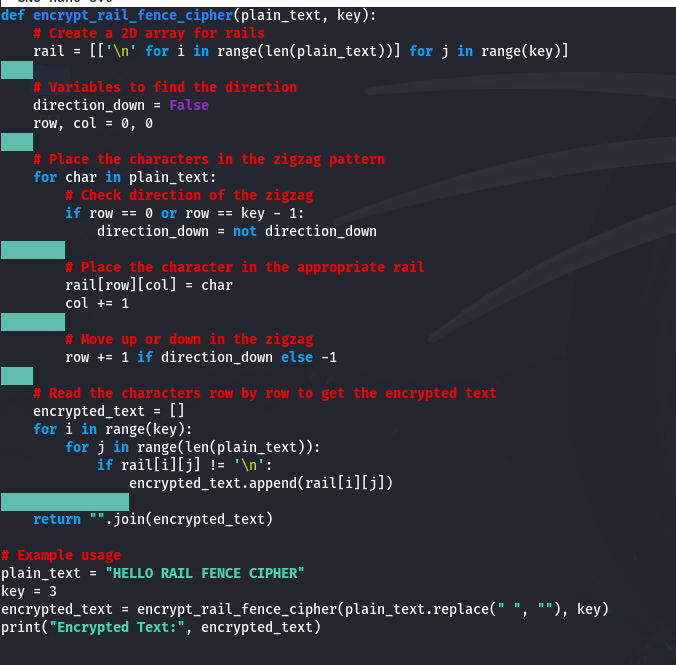 def encrypt_rail_fence_cipher(plain_text, key):
    # Create a 2D array for rails
    rail = [['\n' for i in range(len(plain_text))] for j in range(key)]
    # Variables to find the direction
    direction_down = False
    row, col = 0, 0
    # Place the characters in the zigzag pattern
    for char in plain_text:
        # Check direction of the zigzag
        if row == 0 or row == key - 1:
            direction_down = not direction_down
        # Place the character in the appropriate rail
        rail[row][col] = char
        col += 1
        # Move up or down in the zigzag
        row += 1 if direction_down else -1
    # Read the characters row by row to get the encrypted text
    encrypted_text = []
    for i in range(key):
        for j in range(len(plain_text)):
            if rail[i][j] != '\n':
                encrypted_text.append(rail[i][j])
    return "".join(encrypted_text)
# Example usage
plain_text = "HELLO RAIL FENCE CIPHER"
key = 3
encrypted_text = encrypt_rail_fence_cipher(plain_text.replace(" ", ""), key)
print("Encrypted Text:", encrypted_text)